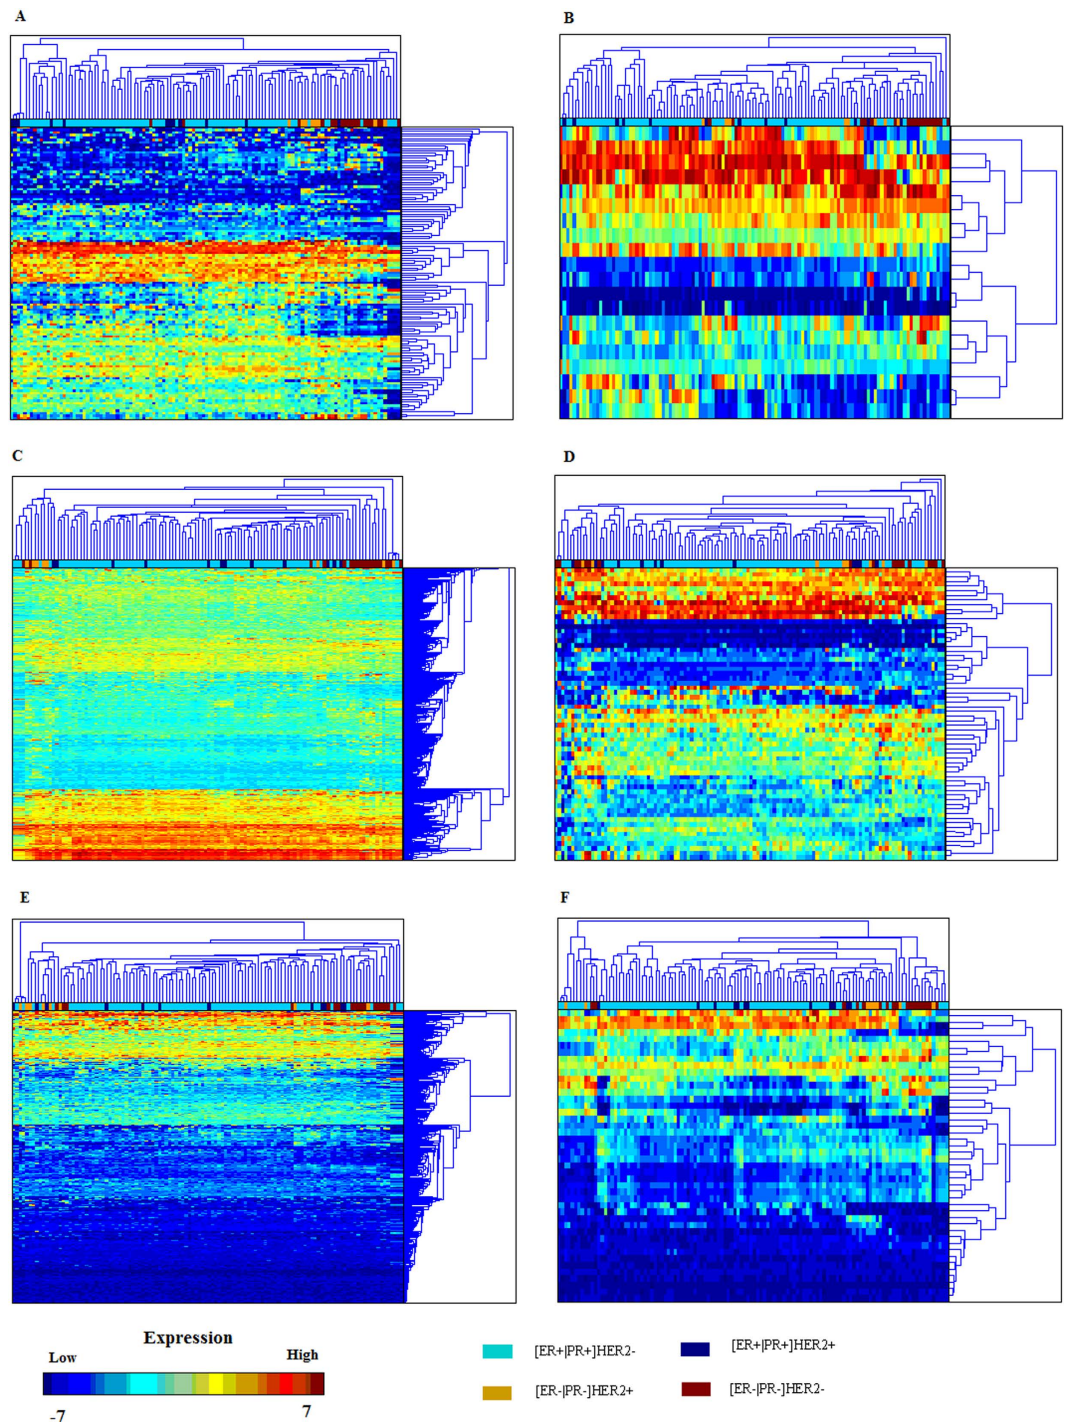 A
B
C
D
E
F
Expression
Low
High
-7
7
[ER+|PR+]HER2-
[ER+|PR+]HER2+
[ER-|PR-]HER2+
[ER-|PR-]HER2-